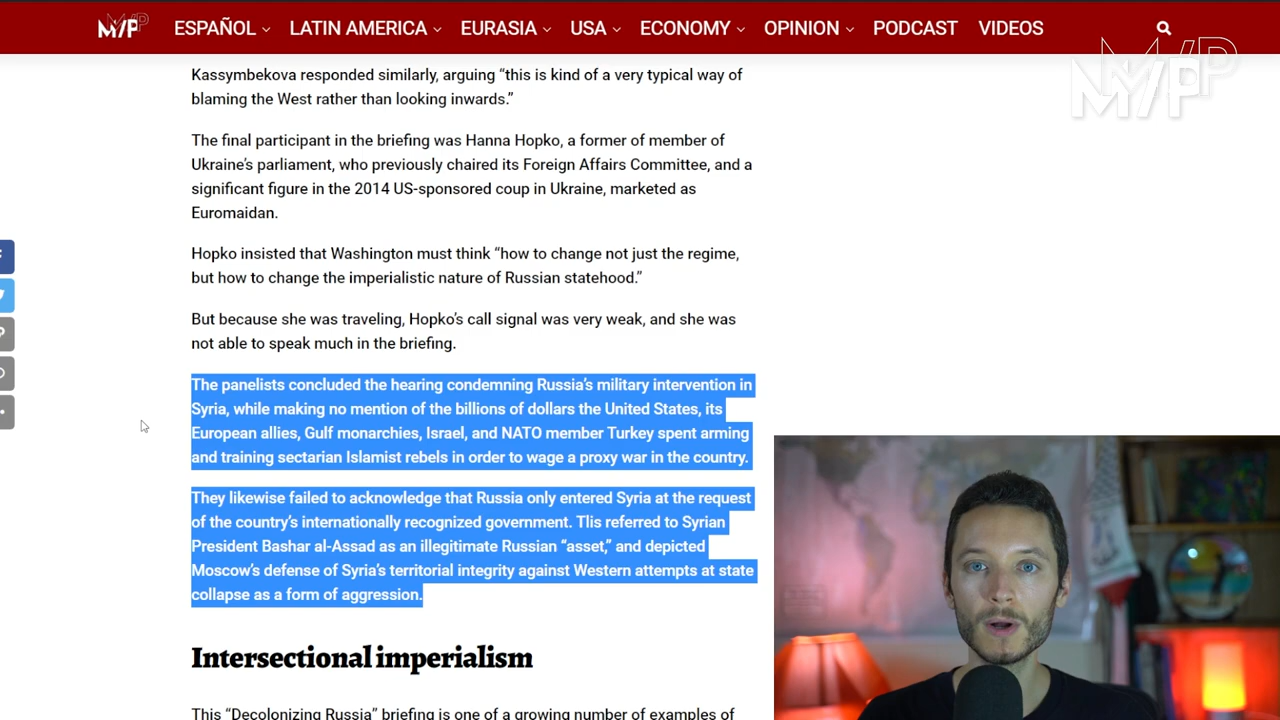 M//P
ESPAÑOL
LATIN AMERICA
EURASIA
USA
ECONOMY
OPINION
PODCAST
VIDEOS
M//P
Kassymbekova responded similarly, arguing “this is kind of a very typical way of
blaming the West rather than looking inwards.”
The final participant in the briefing was Hanna Hopko, a former of member of
Ukraine’s parliament, who previously chaired its Foreign Affairs Committee, and a
significant figure in the 2014 US-sponsored coup in Ukraine, marketed as
Euromaidan.
Hopko insisted that Washington must think “how to change not just the regime,
but how to change the imperialistic nature of Russian statehood.”
But because she was traveling, Hopko’s call signal was very weak, and she was
not able to speak much in the briefing.
The panelists concluded the hearing condemning Russia’s military intervention in
Syria, while making no mention of the billions of dollars the United States, its
European allies, Gulf monarchies, Israel, and NATO member Turkey spent arming
and training sectarian Islamist rebels in order to wage a proxy war in the country.
They likewise failed to acknowledge that Russia only entered Syria at the request
of the country’s internationally recognized government. Tlis referred to Syrian
President Bashar al-Assad as an illegitimate Russian “asset,” and depicted
Moscow’s defense of Syria’s territorial integrity against Western attempts at state
collapse as a form of aggression.
Intersectional imperialism
This “Decolonizing Russia” briefing is one of a growing number of examples of